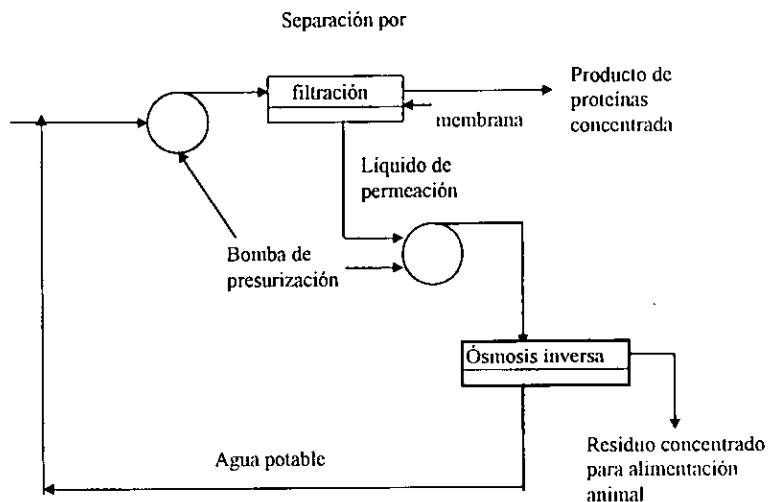 Separación por
filtración
membrana
Producto de
proteínas
concentrada
Líquido de
permeación
Bomba de
presurización
Ósmosis inversa
Agua potable
Residuo concentrado
para alimentación
animal